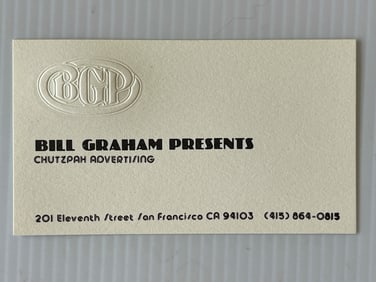 BGP
BILL GRAHAM PRESENTS
CHUTZPAH ADVERTISING
201 Eleventh Street San Francisco CA 94103 (415) 864-0815